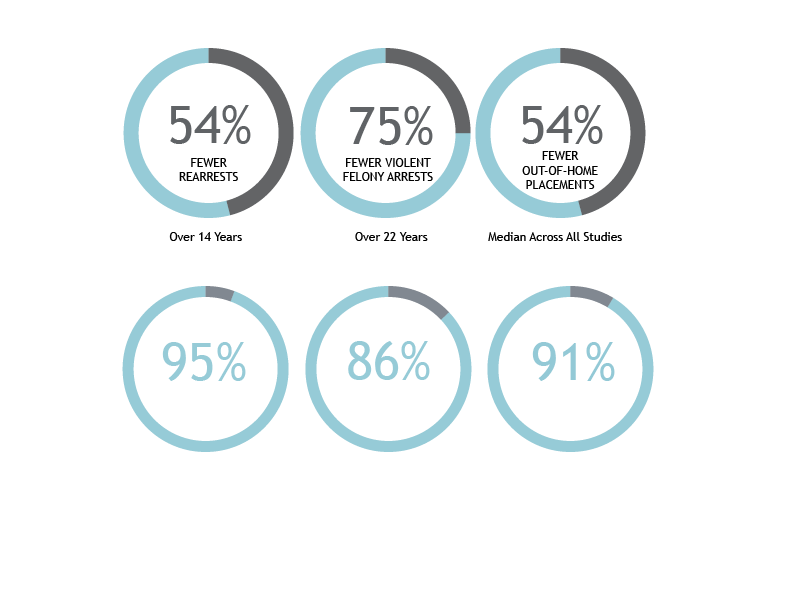 54%
FEWER
REARRESTS
Over 14 Years
75%
FEWER VIOLENT
FELONY ARRESTS
Over 22 Years
54%
FEWER
OUT-OF-HOME
PLACEMENTS
Median Across All Studies
95%
86%
91%